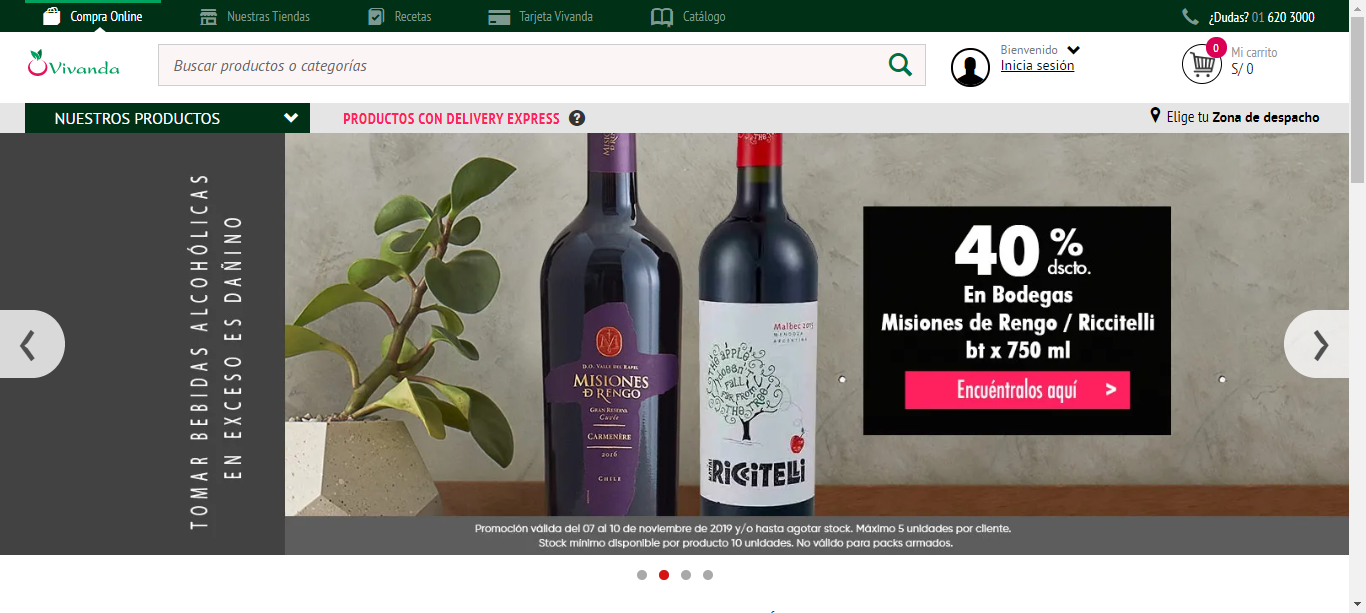 Compra Online
Nuestras Tiendas
Recetas
Tarjeta Vivanda
Catálogo
¿Dudas? 01 620 3000
Vivanda
Buscar productos o categorías
Bienvenido
Inicia sesión
0
Mi carrito
S/ 0
NUESTROS PRODUCTOS
PRODUCTOS CON DELIVERY EXPRESS ?
Elige tu Zona de despacho
TOMAR BEBIDAS ALCOHÓLICAS
EN EXCESO ES DAÑINO
D.O. VALLE DEL RAPEL
MISIONES
D RENGO
GRAN RESERVA
Cuvée
CARMENÈRE
2016
CHILE
Malbec 2015
MENDOZA
ARGENTINA
THE APPLE
DOESN'T
FALL
FAR FROM
THE TREE
MATÍAS
RICCITELLI
40% dscto.
En Bodegas
Misiones de Rengo / Riccitelli
bt x 750 ml
Encuéntralos aquí >
Promoción válida del 07 al 10 de noviembre de 2019 y/o hasta agotar stock. Máximo 5 unidades por cliente.
Stock mínimo disponible por producto 10 unidades. No válido para packs armados.